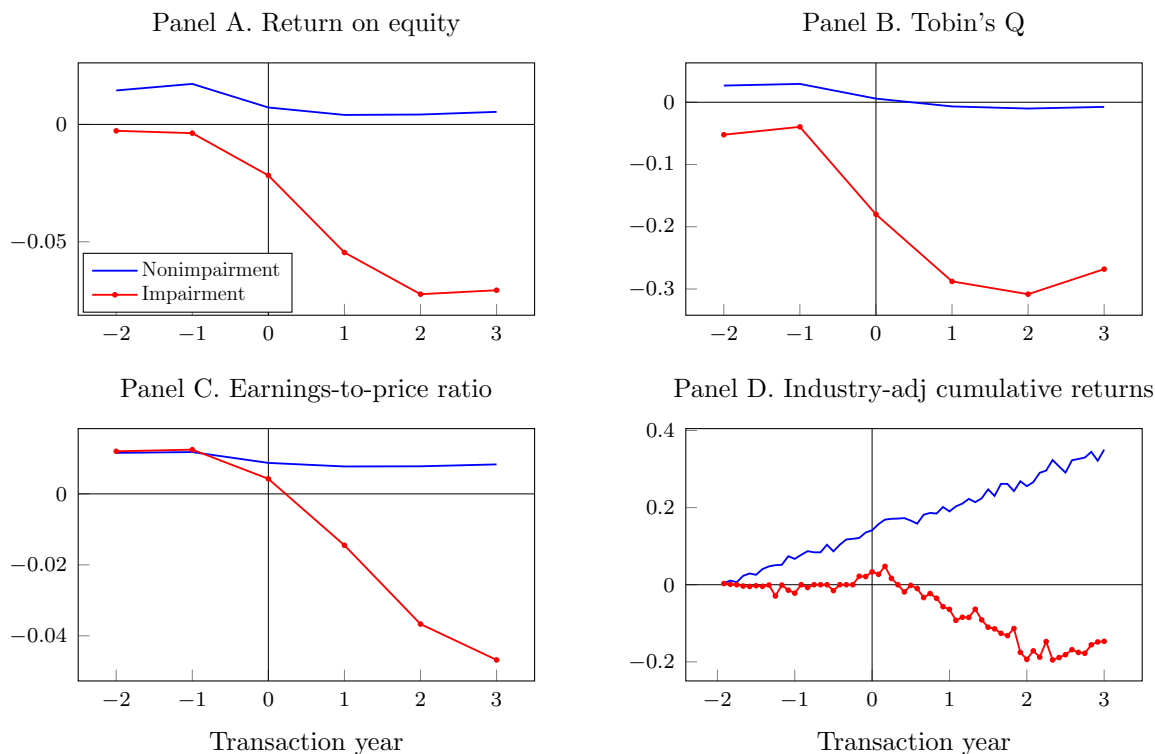 Panel A. Return on equity
0
−0.05
Nonimpairment
Impairment
−2 −1 0 1 2 3
Panel B. Tobin's Q
0
−0.1
−0.2
−0.3
−2 −1 0 1 2 3
Panel C. Earnings-to-price ratio
0
−0.02
−0.04
−2 −1 0 1 2 3
Transaction year
Panel D. Industry-adj cumulative returns
0.4
0.2
0
−0.2
−2 −1 0 1 2 3
Transaction year